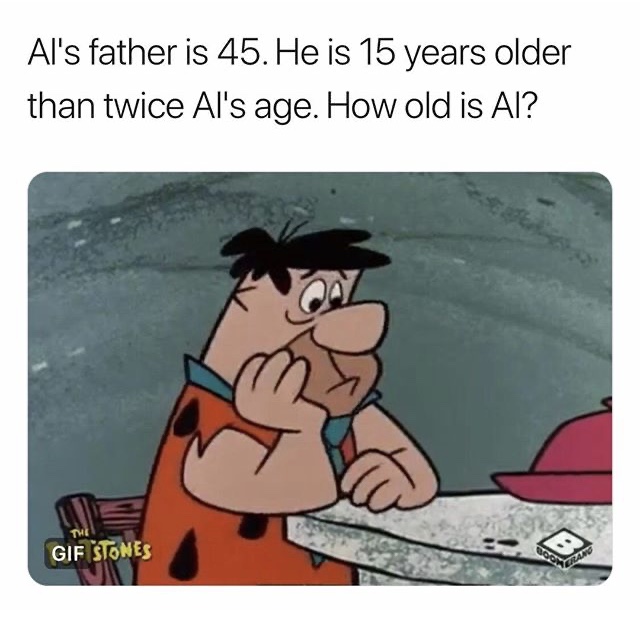 Al's father is 45. He is 15 years older
than twice Al's age. How old is Al?
THE
GIF STONES
BOOMERANG